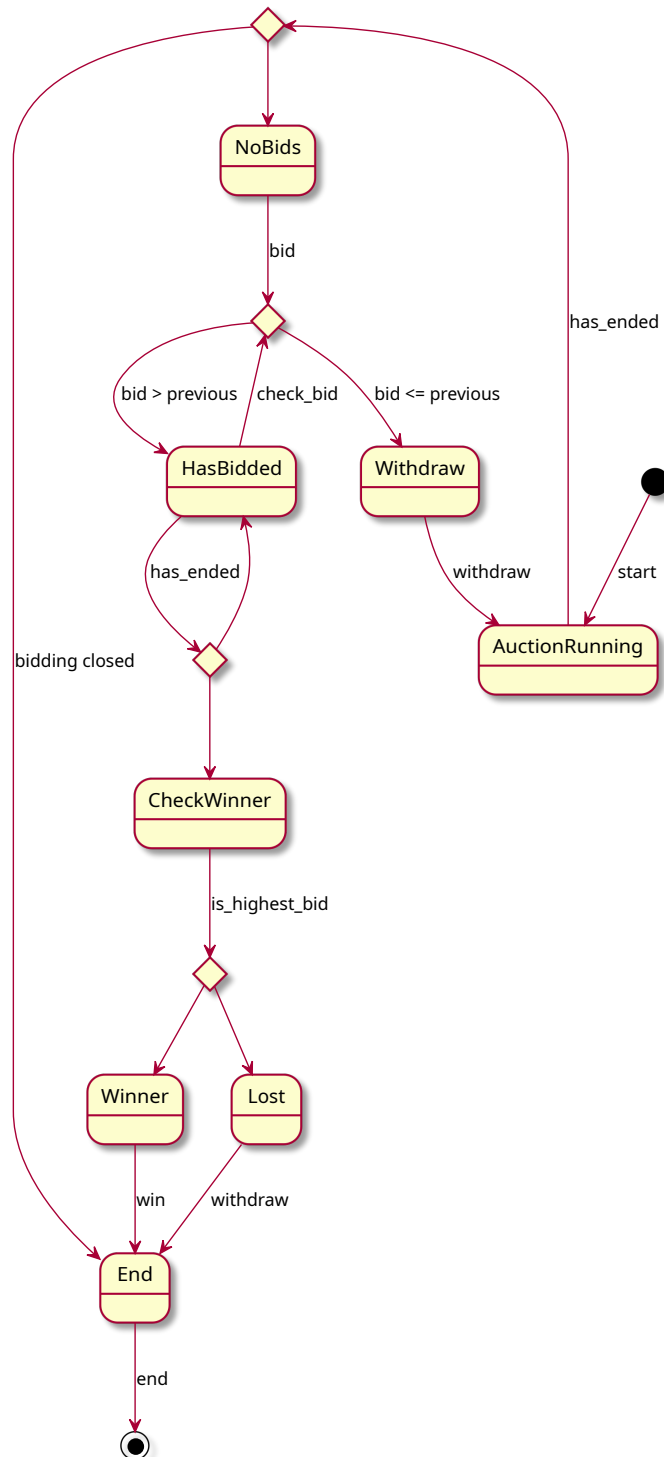 NoBids
bid
has_ended
bid > previous
check_bid
bid <= previous
HasBidded
Withdraw
has_ended
withdraw
start
AuctionRunning
bidding closed
CheckWinner
is_highest_bid
Winner
Lost
win
withdraw
End
end